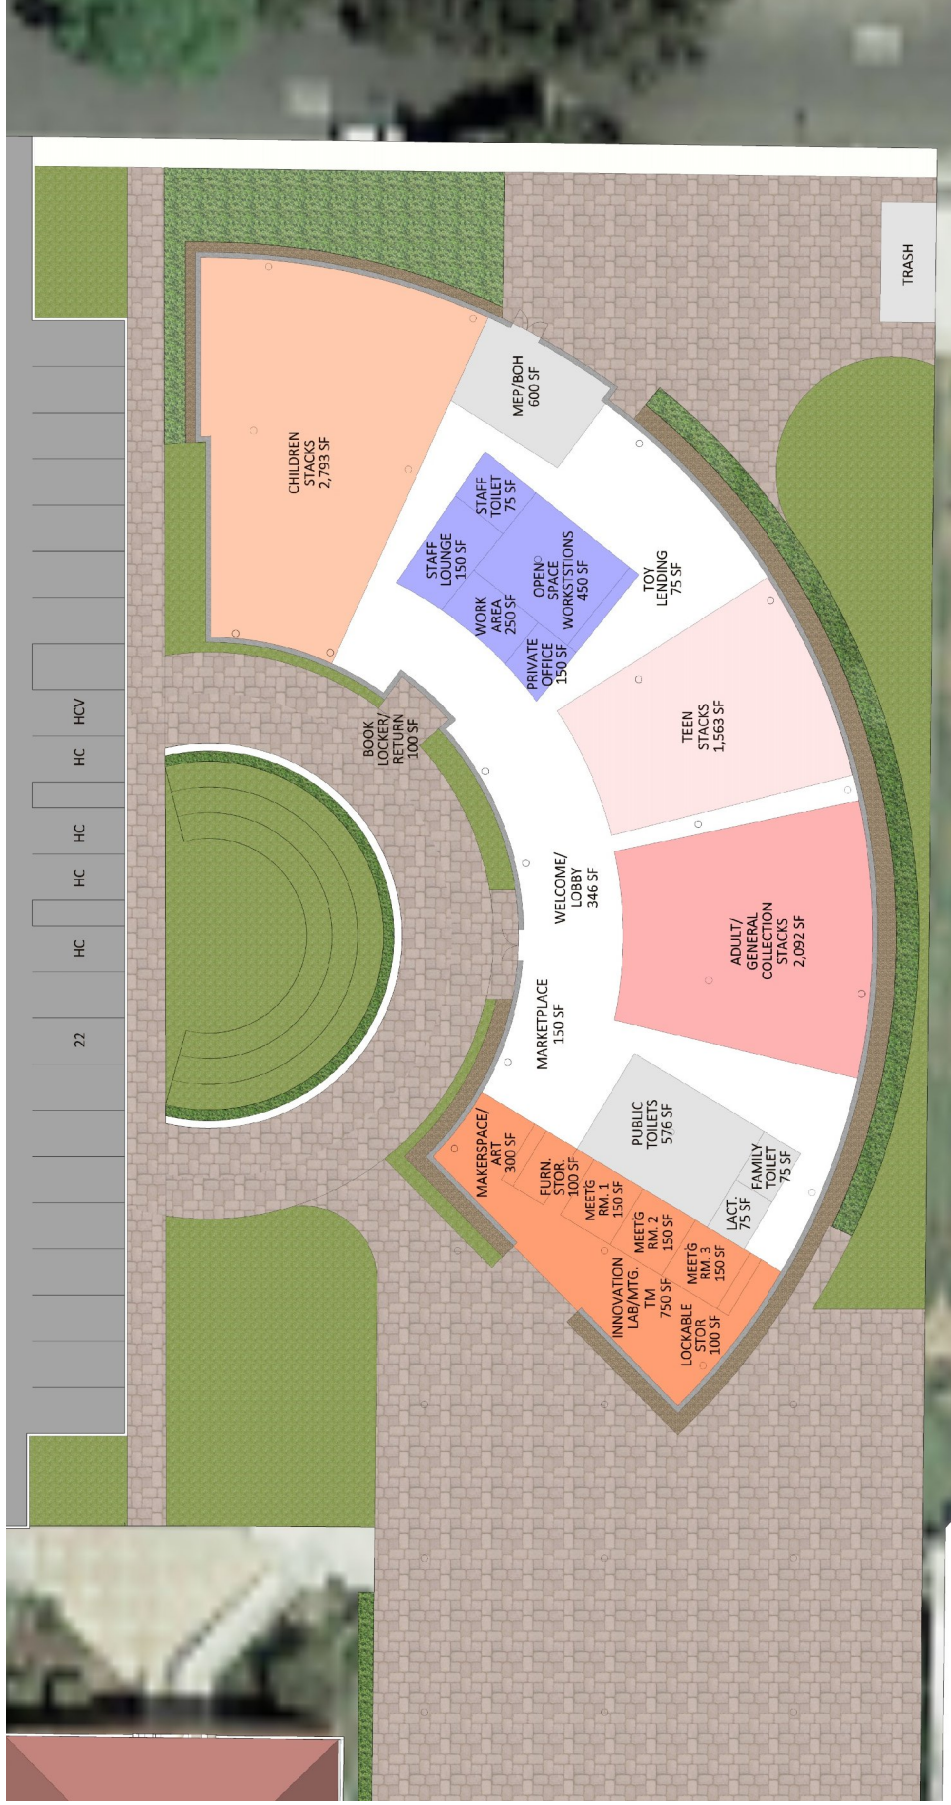 TRASH
CHILDREN
STACKS
2,793 SF
MEP/BOH
600 SF
STAFF
TOILET
75 SF
STAFF
LOUNGE
150 SF
OPEN
SPACE
WORKSTSTIONS
450 SF
WORK
AREA
250 SF
PRIVATE
OFFICE
150 SF
TOY
LENDING
75 SF
BOOK
LOCKER/
RETURN
100 SF
TEEN
STACKS
1,563 SF
WELCOME/
LOBBY
346 SF
ADULT/
GENERAL
COLLECTION
STACKS
2,092 SF
MARKETPLACE
150 SF
PUBLIC
TOILETS
576 SF
FAMILY
TOILET
75 SF
LACT.
75 SF
MAKERSPACE/
ART
300 SF
FURN.
STOR.
100 SF
MEETG
RM. 1
150 SF
MEETG
RM. 2
150 SF
MEETG
RM. 3
150 SF
INNOVATION
LAB/MTG.
TM
750 SF
LOCKABLE
STOR
100 SF
HCV
HC
HC
HC
HC
22